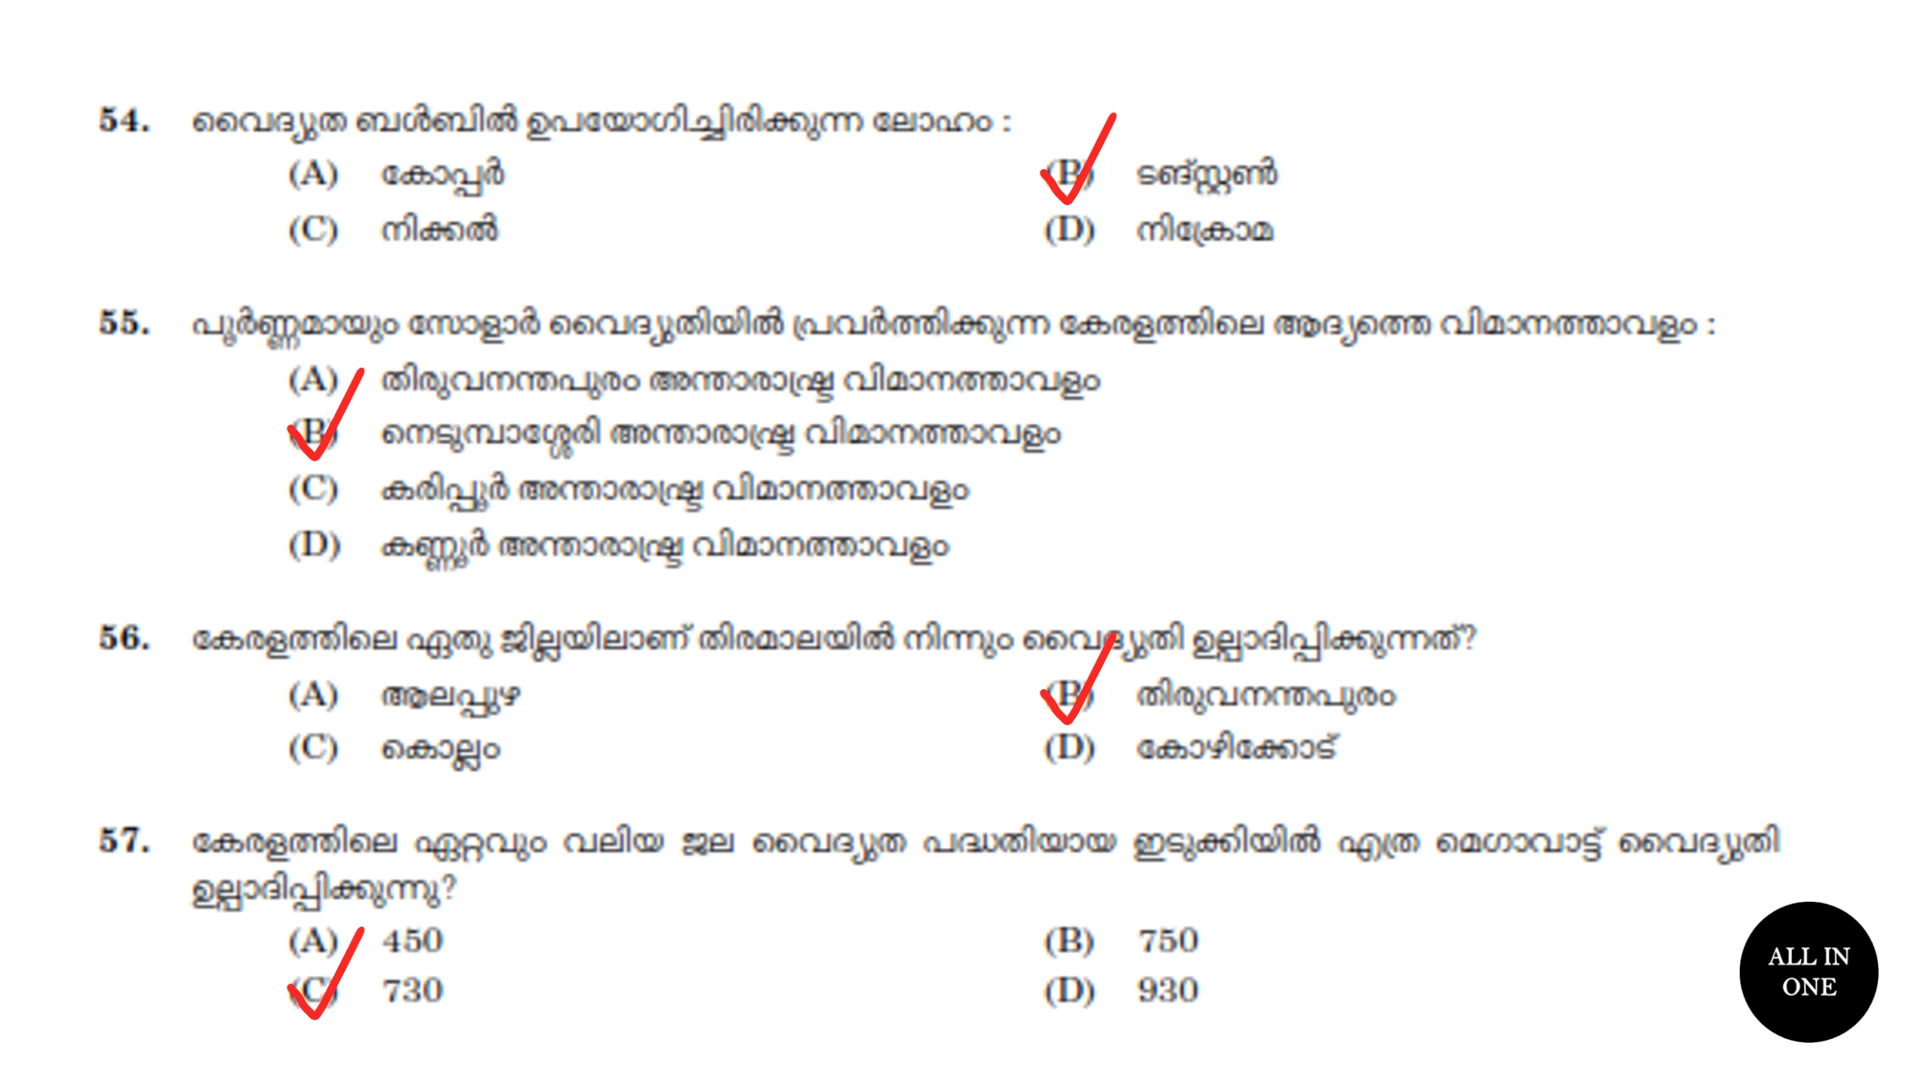 54. വൈദ്യുത ബൾബിൽ ഉപയോഗിച്ചിരിക്കുന്ന ലോഹം :
(A) കോപ്പർ (B) ടങ്സ്റ്റൺ
(C) നിക്കൽ (D) നിക്രോമ
55. പൂർണ്ണമായും സോളാർ വൈദ്യുതിയിൽ പ്രവർത്തിക്കുന്ന കേരളത്തിലെ ആദ്യത്തെ വിമാനത്താവളം :
(A) തിരുവനന്തപുരം അന്താരാഷ്ട്ര വിമാനത്താവളം
(B) നെടുമ്പാശ്ശേരി അന്താരാഷ്ട്ര വിമാനത്താവളം
(C) കരിപ്പൂർ അന്താരാഷ്ട്ര വിമാനത്താവളം
(D) കണ്ണൂർ അന്താരാഷ്ട്ര വിമാനത്താവളം
56. കേരളത്തിലെ ഏതു ജില്ലയിലാണ് തിരമാലയിൽ നിന്നും വൈദ്യുതി ഉല്പാദിപ്പിക്കുന്നത്?
(A) ആലപ്പുഴ (B) തിരുവനന്തപുരം
(C) കൊല്ലം (D) കോഴിക്കോട്
57. കേരളത്തിലെ ഏറ്റവും വലിയ ജല വൈദ്യുത പദ്ധതിയായ ഇടുക്കിയിൽ എത്ര മെഗാവാട്ട് വൈദ്യുതി
ഉല്പാദിപ്പിക്കുന്നു?
(A) 450 (B) 750
(C) 730 (D) 930
ALL IN
ONE